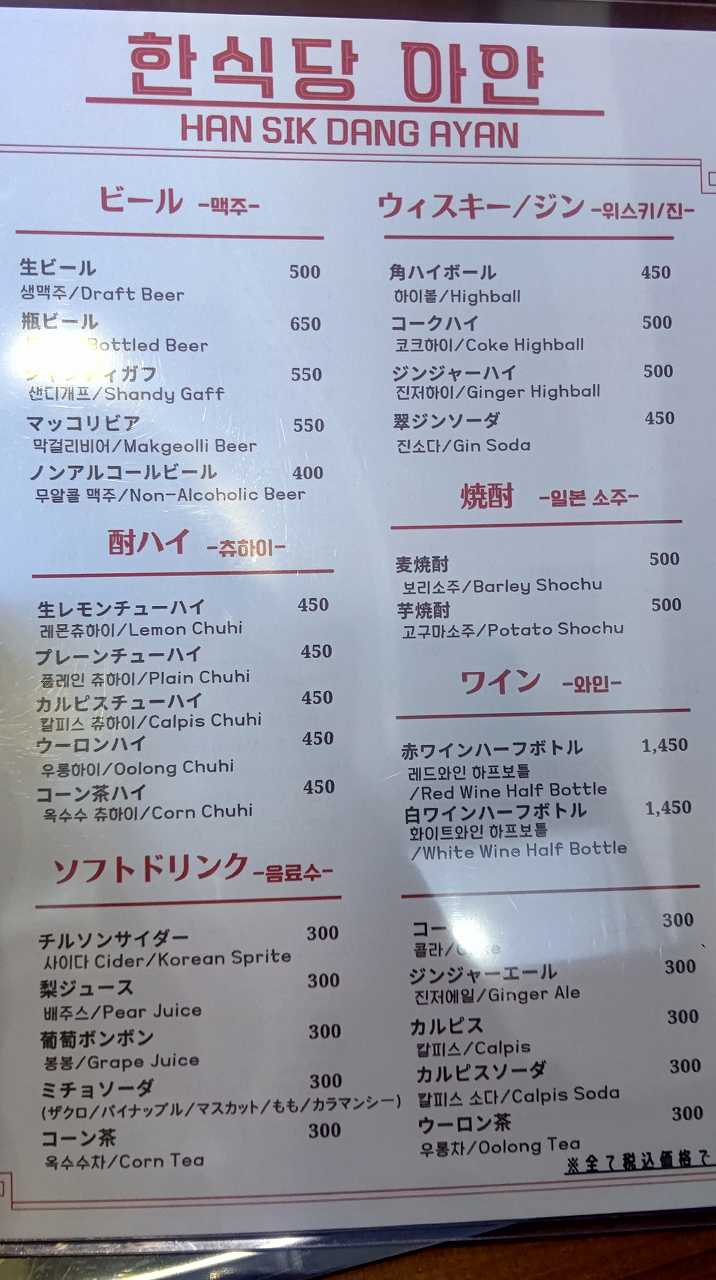 한식당 아얀
HAN SIK DANG AYAN
ビール -맥주-
生ビール 500
생맥주/Draft Beer
瓶ビール 650
Bottled Beer
ガフ 550
샌디개프/Shandy Gaff
マッコリビア 550
막걸리비어/Makgeolli Beer
ノンアルコールビール 400
무알콜 맥주/Non-Alcoholic Beer
酎ハイ -츄하이-
生レモンチューハイ 450
레몬츄하이/Lemon Chuhi
プレーンチューハイ 450
플레인 츄하이/Plain Chuhi
カルピスチューハイ 450
칼피스 츄하이/Calpis Chuhi
ウーロンハイ 450
우롱하이/Oolong Chuhi
コーン茶ハイ 450
옥수수 츄하이/Corn Chuhi
ソフトドリンク -음료수-
チルソンサイダー 300
사이다 Cider/Korean Sprite
梨ジュース 300
배주스/Pear Juice
葡萄ボンボン 300
봉봉/Grape Juice
ミチョソーダ 300
(ザクロ/パイナップル/マスカット/もも/カラマンシー)
コーン茶 300
옥수수차/Corn Tea
ウィスキー/ジン -위스키/진-
角ハイボール 450
하이볼/Highball
コークハイ 500
코크하이/Coke Highball
ジンジャーハイ 500
진저하이/Ginger Highball
翠ジンソーダ 450
진소다/Gin Soda
焼酎 -일본 소주-
麦焼酎 500
보리소주/Barley Shochu
芋焼酎 500
고구마소주/Potato Shochu
ワイン -와인-
赤ワインハーフボトル 1,450
레드와인 하프보틀
/Red Wine Half Bottle
白ワインハーフボトル 1,450
화이트와인 하프보틀
/White Wine Half Bottle
コー 300
콜라/
ジンジャーエール 300
진저에일/Ginger Ale
カルピス 300
칼피스/Calpis
カルピスソーダ 300
칼피스 소다/Calpis Soda
ウーロン茶 300
우롱차/Oolong Tea
※全て税込価格で